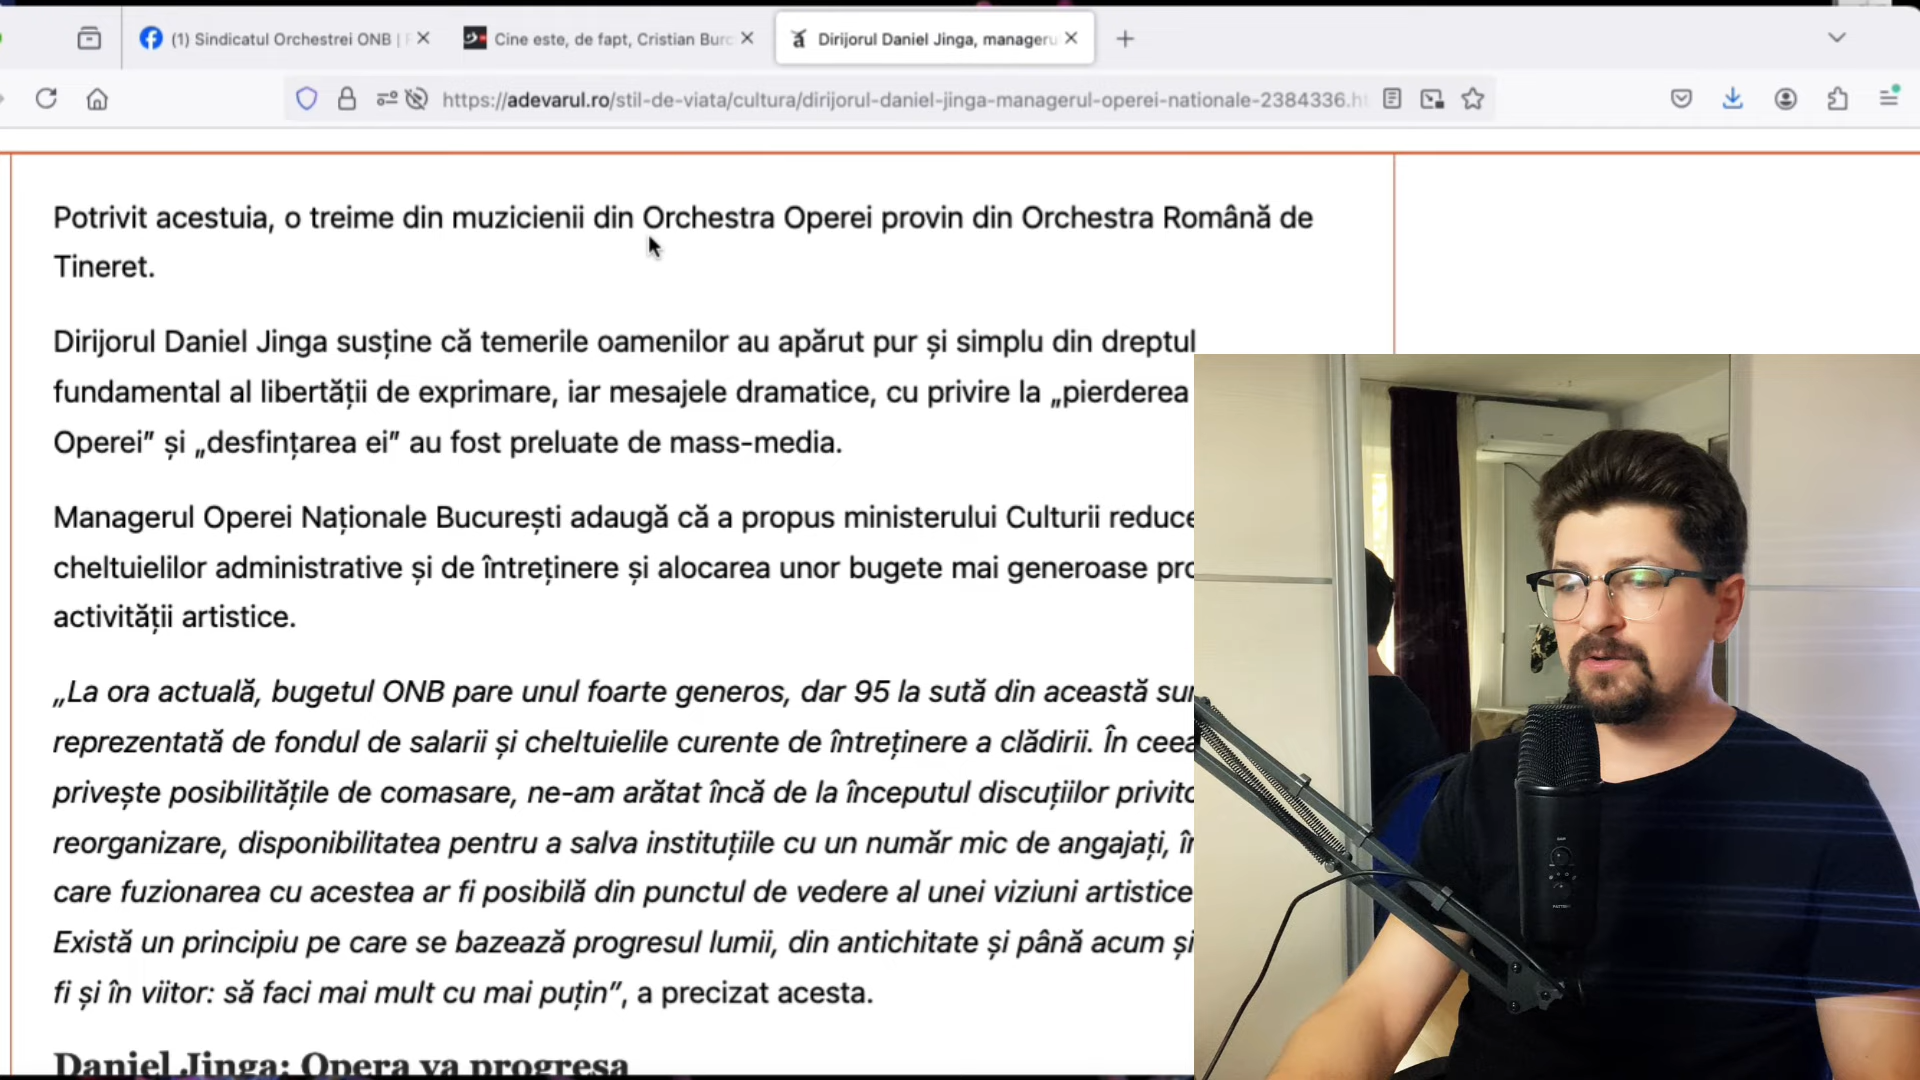 (1) Sindicatul Orchestrei ONB |
Cine este, de fapt, Cristian Burc
Dirijorul Daniel Jinga, manageru
https://adevarul.ro/stil-de-viata/cultura/dirijorul-daniel-jinga-managerul-operei-nationale-2384336.ht
Potrivit acestuia, o treime din muzicienii din Orchestra Operei provin din Orchestra Română de
Tineret.
Dirijorul Daniel Jinga susține că temerile oamenilor au apărut pur și simplu din dreptul
fundamental al libertății de exprimare, iar mesajele dramatice, cu privire la „pierderea
Operei” și „desfințarea ei” au fost preluate de mass-media.
Managerul Operei Naționale București adaugă că a propus ministerului Culturii reduce
cheltuielilor administrative și de întreținere și alocarea unor bugete mai generoase pro
activității artistice.
„La ora actuală, bugetul ONB pare unul foarte generos, dar 95 la sută din această su
reprezentată de fondul de salarii și cheltuielile curente de întreținere a clădirii. În ceea
privește posibilitățile de comasare, ne-am arătat încă de la începutul discuțiilor privito
reorganizare, disponibilitatea pentru a salva instituțiile cu un număr mic de angajați, în
care fuzionarea cu acestea ar fi posibilă din punctul de vedere al unei viziuni artistice
Există un principiu pe care se bazează progresul lumii, din antichitate și până acum și
fi și în viitor: să faci mai mult cu mai puțin”, a precizat acesta.
Daniel Jinga: Opera va progresa